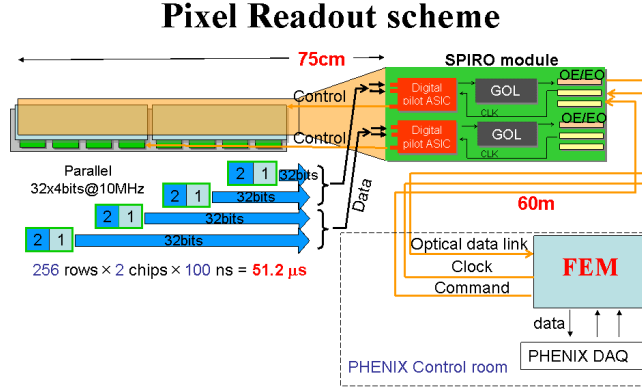 Pixel Readout scheme
75cm
SPIRO module
OE/EO
Control
Digital
pilot ASIC
GOL
CLK
OE/EO
Control
Digital
pilot ASIC
GOL
CLK
Parallel
32x4bits@10MHz
2 1 32bits
2 1 32bits
2 1 32bits
2 1 32bits
Data
60m
256 rows × 2 chips × 100 ns = 51.2 μs
Optical data link
Clock
Command
FEM
data
PHENIX Control room
PHENIX DAQ